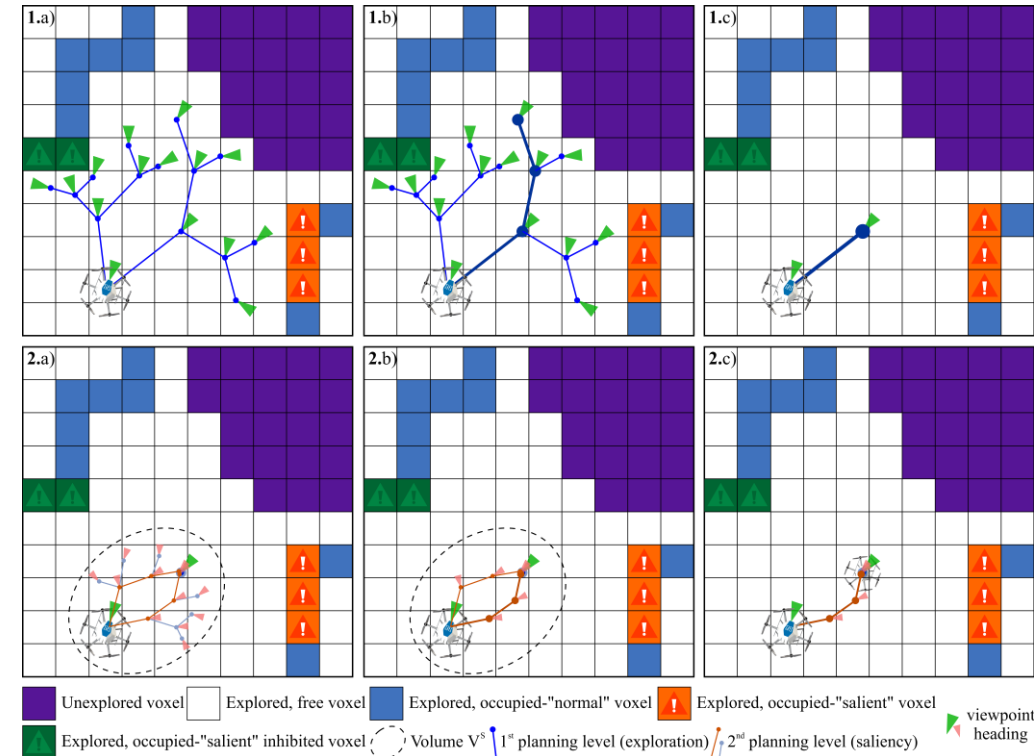 1.a) 1.b) 1.c)
! ! ! ! !
! ! !
! ! !
2.a) 2.b) 2.c)
! ! ! ! !
! ! !
! ! !
Unexplored voxel Explored, free voxel Explored, occupied-"normal" voxel ! Explored, occupied-"salient" voxel
! Explored, occupied-"salient" inhibited voxel Volume Vˢ 1ˢᵗ planning level (exploration) 2ⁿᵈ planning level (saliency) viewpoint
heading